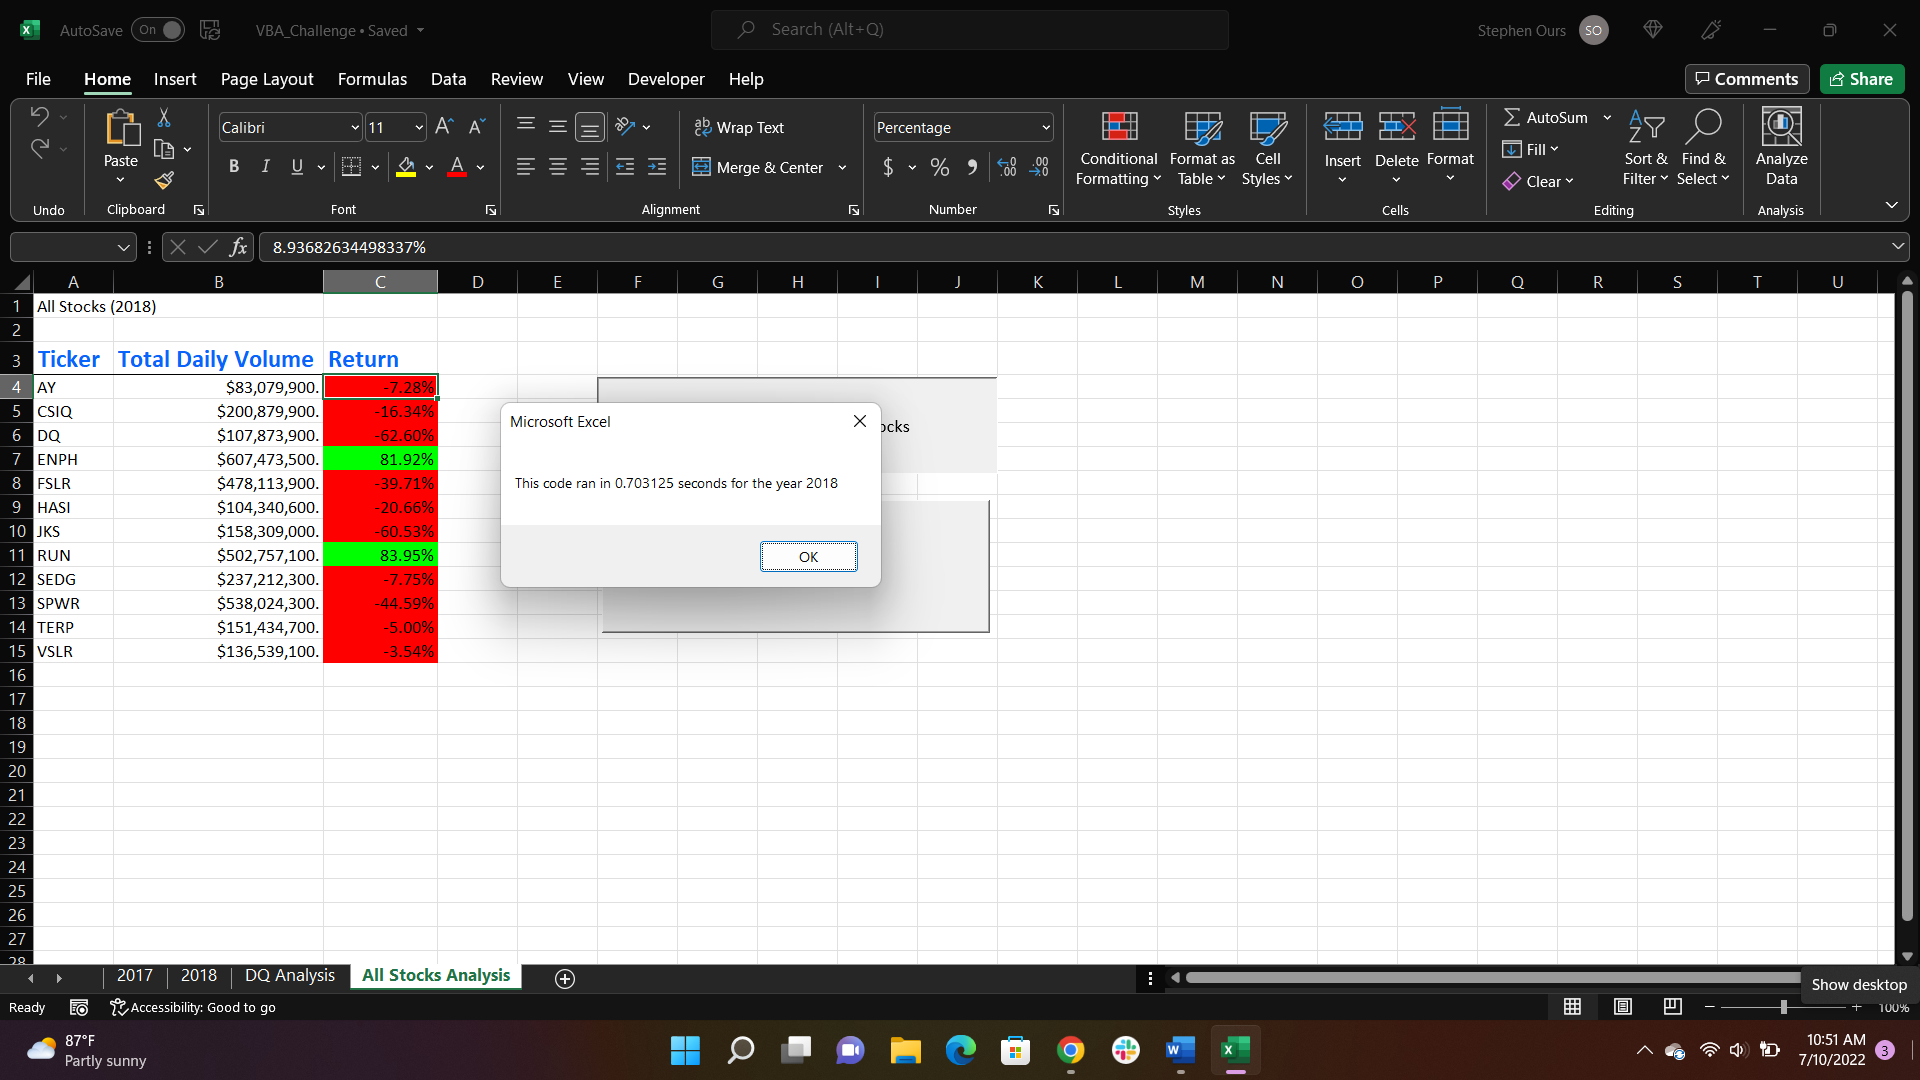 AutoSave On VBA_Challenge • Saved Search (Alt+Q) Stephen Ours SO
File Home Insert Page Layout Formulas Data Review View Developer Help Comments Share
Paste Calibri 11 Wrap Text Merge & Center Percentage
Conditional Formatting Format as Table Cell Styles Insert Delete Format AutoSum Fill Clear Sort & Filter Find & Select Analyze Data
Undo Clipboard Font Alignment Number Styles Cells Editing Analysis
fx 8.93682634498337%
A B C D E F G H I J K L M N O P Q R S T U
1 All Stocks (2018)
2
3 Ticker Total Daily Volume Return
4 AY $83,079,900. -7.28%
5 CSIQ $200,879,900. -16.34%
6 DQ $107,873,900. -62.60%
7 ENPH $607,473,500. 81.92%
8 FSLR $478,113,900. -39.71%
9 HASI $104,340,600. -20.66%
10 JKS $158,309,000. -60.53%
11 RUN $502,757,100. 83.95%
12 SEDG $237,212,300. -7.75%
13 SPWR $538,024,300. -44.59%
14 TERP $151,434,700. -5.00%
15 VSLR $136,539,100. -3.54%
16
17
18
19
20
21
22
23
24
25
26
27
28
Microsoft Excel
ocks
This code ran in 0.703125 seconds for the year 2018
OK
2017 2018 DQ Analysis All Stocks Analysis
Show desktop
Ready Accessibility: Good to go 100%
87°F
Partly sunny
10:51 AM
7/10/2022 3